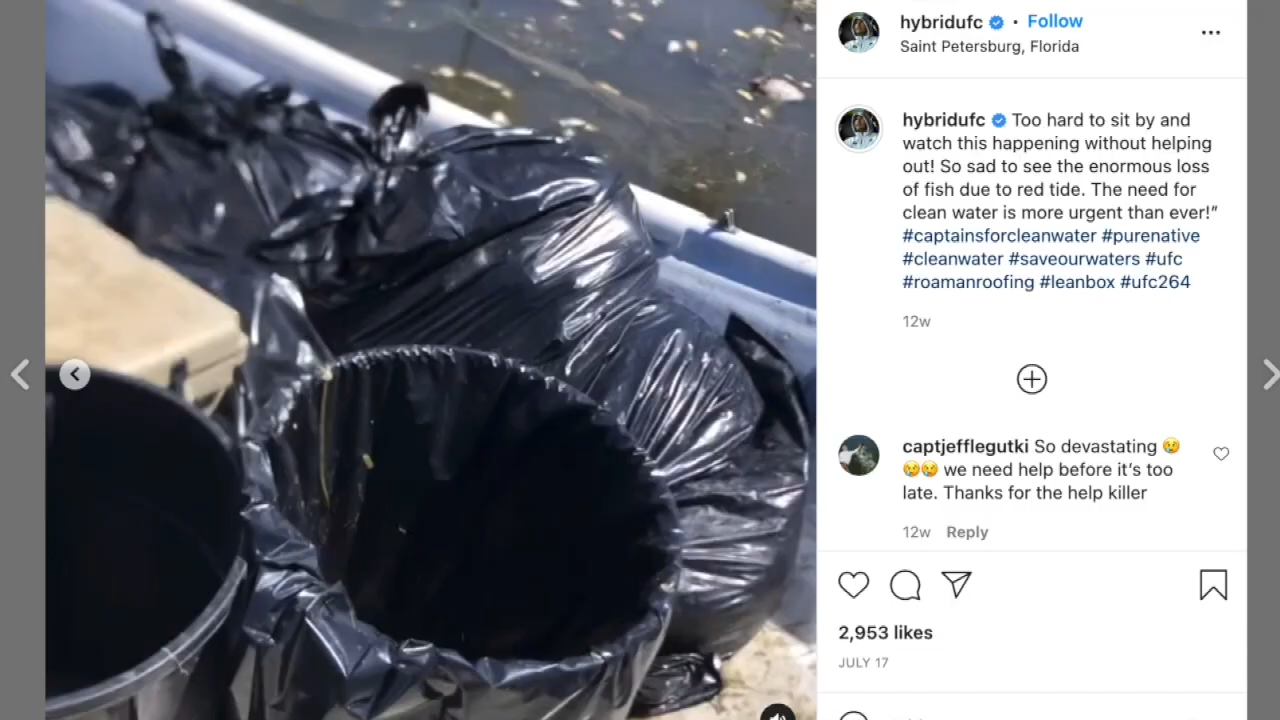 hybridufc • Follow
Saint Petersburg, Florida
hybridufc Too hard to sit by and
watch this happening without helping
out! So sad to see the enormous loss
of fish due to red tide. The need for
clean water is more urgent than ever!”
#captainsforcleanwater #purenative
#cleanwater #saveourwaters #ufc
#roamanroofing #leanbox #ufc264
12w
captjefflegutki So devastating 😢
😢😢 we need help before it’s too
late. Thanks for the help killer
12w Reply
2,953 likes
JULY 17